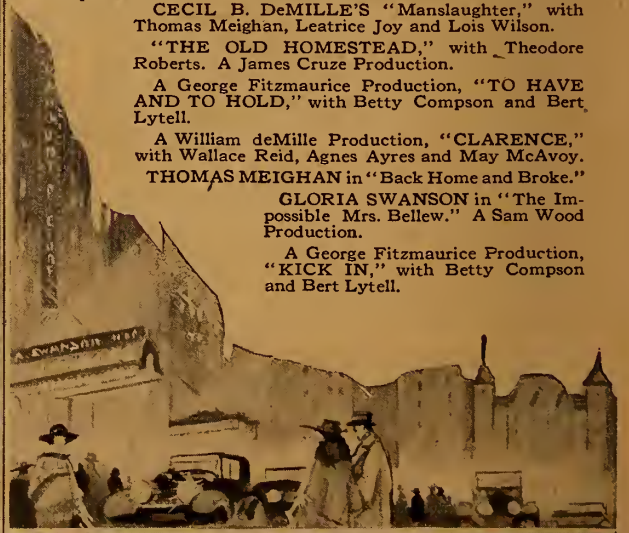 CECIL B. DeMILLE'S "Manslaughter," with
Thomas Meighan, Leatrice Joy and Lois Wilson.
"THE OLD HOMESTEAD," with Theodore
Roberts. A James Cruze Production.
A George Fitzmaurice Production, "TO HAVE
AND TO HOLD," with Betty Compson and Bert
Lytell.
A William deMille Production, "CLARENCE,"
with Wallace Reid, Agnes Ayres and May McAvoy.
THOMAS MEIGHAN in "Back Home and Broke."
GLORIA SWANSON in "The Im-
possible Mrs. Bellew." A Sam Wood
Production.
A George Fitzmaurice Production,
"KICK IN," with Betty Compson
and Bert Lytell.